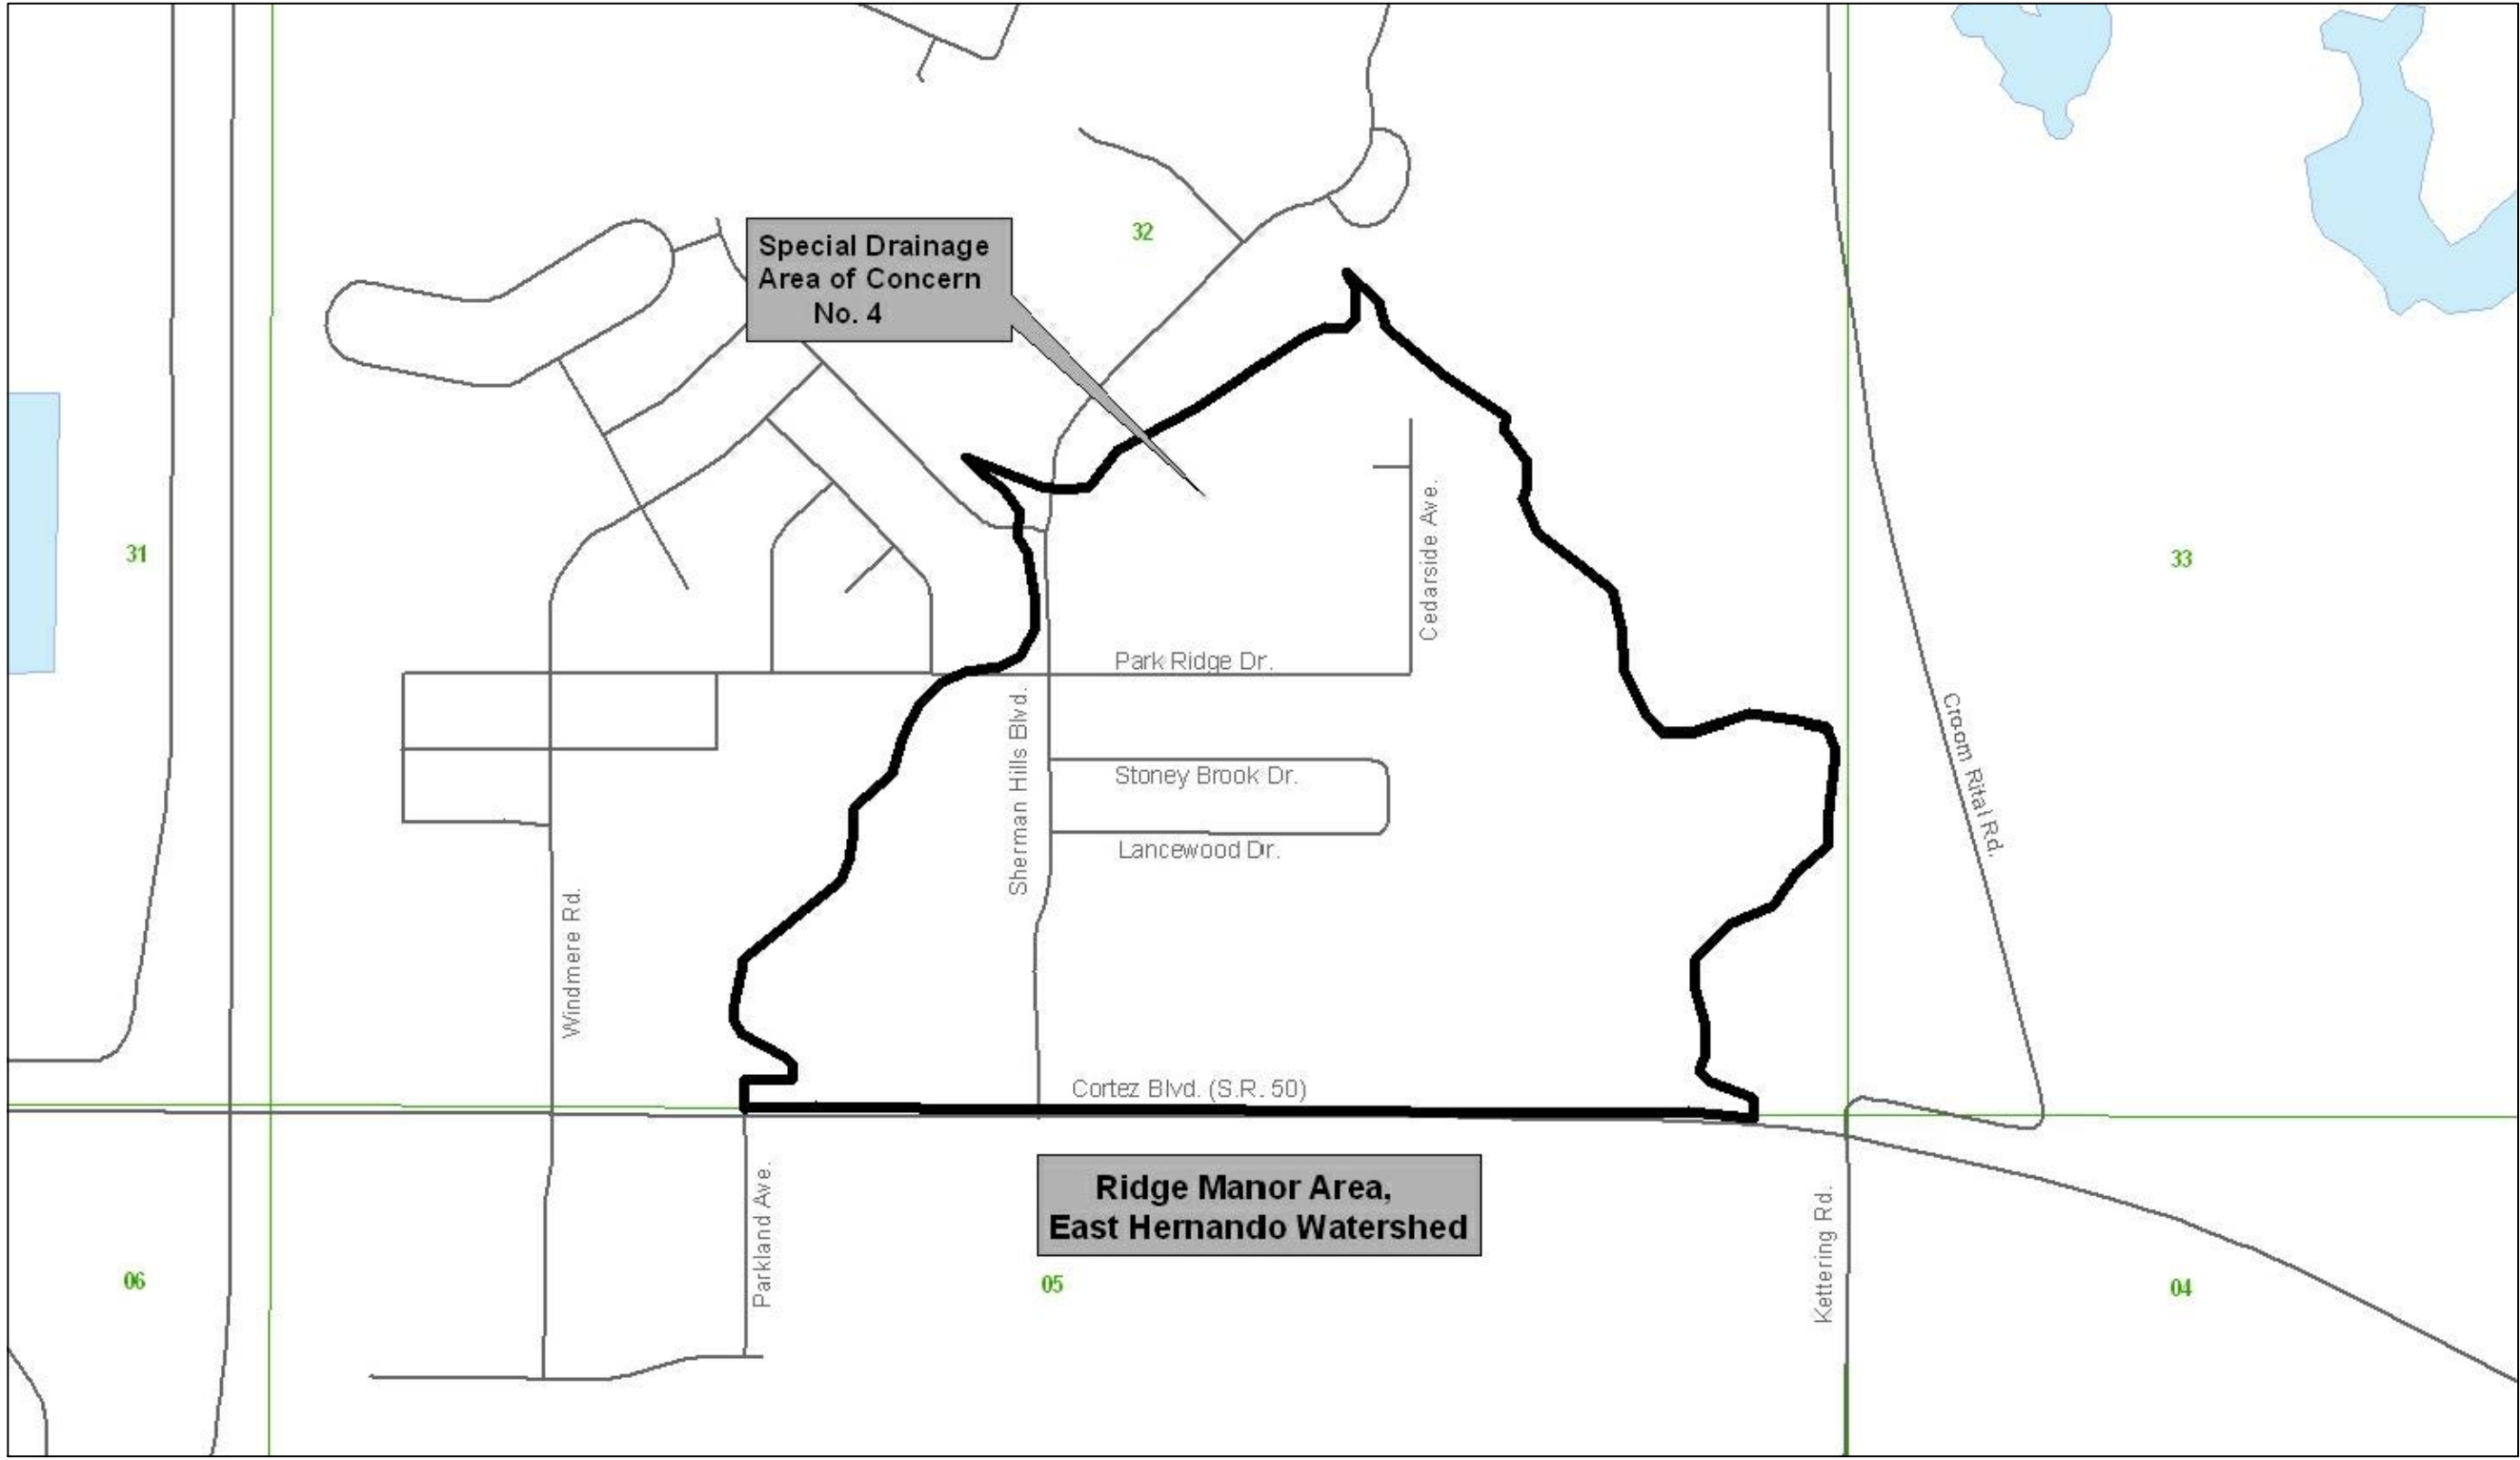 32
Special Drainage
Area of Concern
No. 4
31
33
Cedarside Ave.
Park Ridge Dr.
Sherman Hills Blvd.
Stoney Brook Dr.
Lancewood Dr.
Croom Rital Rd.
Windmere Rd.
Cortez Blvd. (S.R. 50)
Parkland Ave.
Ridge Manor Area,
East Hernando Watershed
Kettering Rd.
06
05
04